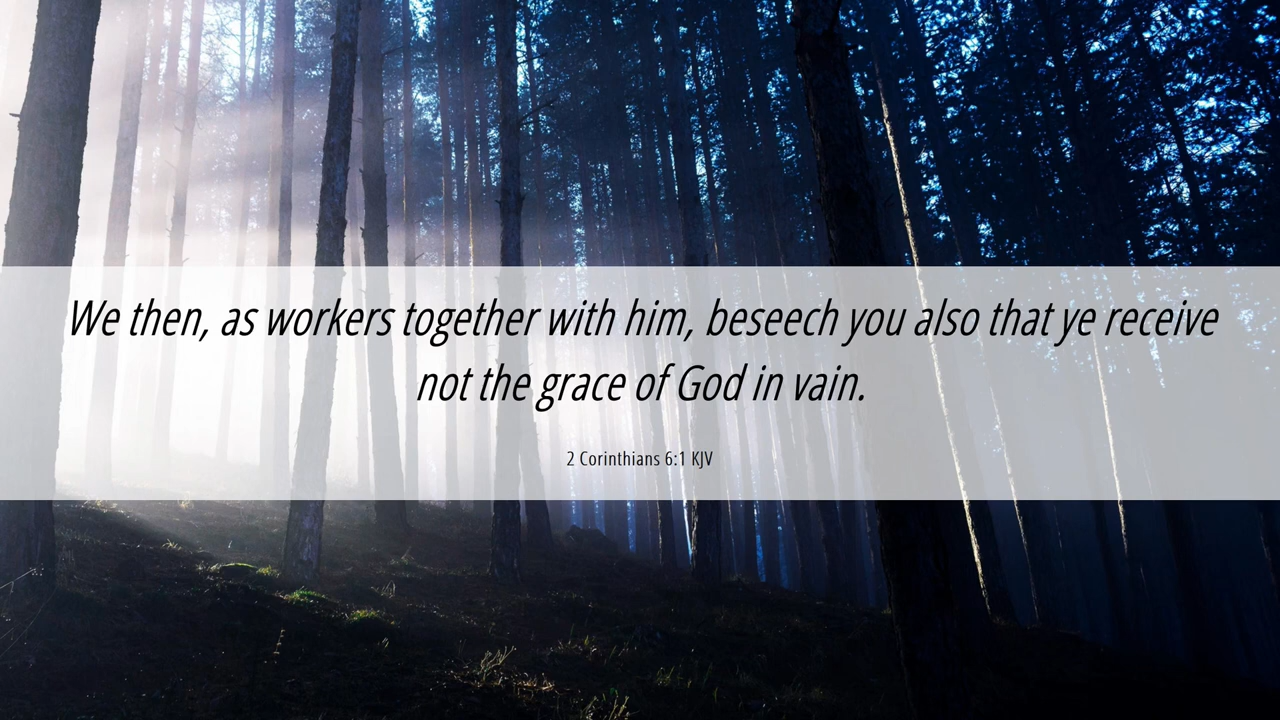 We then, as workers together with him, beseech you also that ye receive
not the grace of God in vain.
2 Corinthians 6:1 KJV